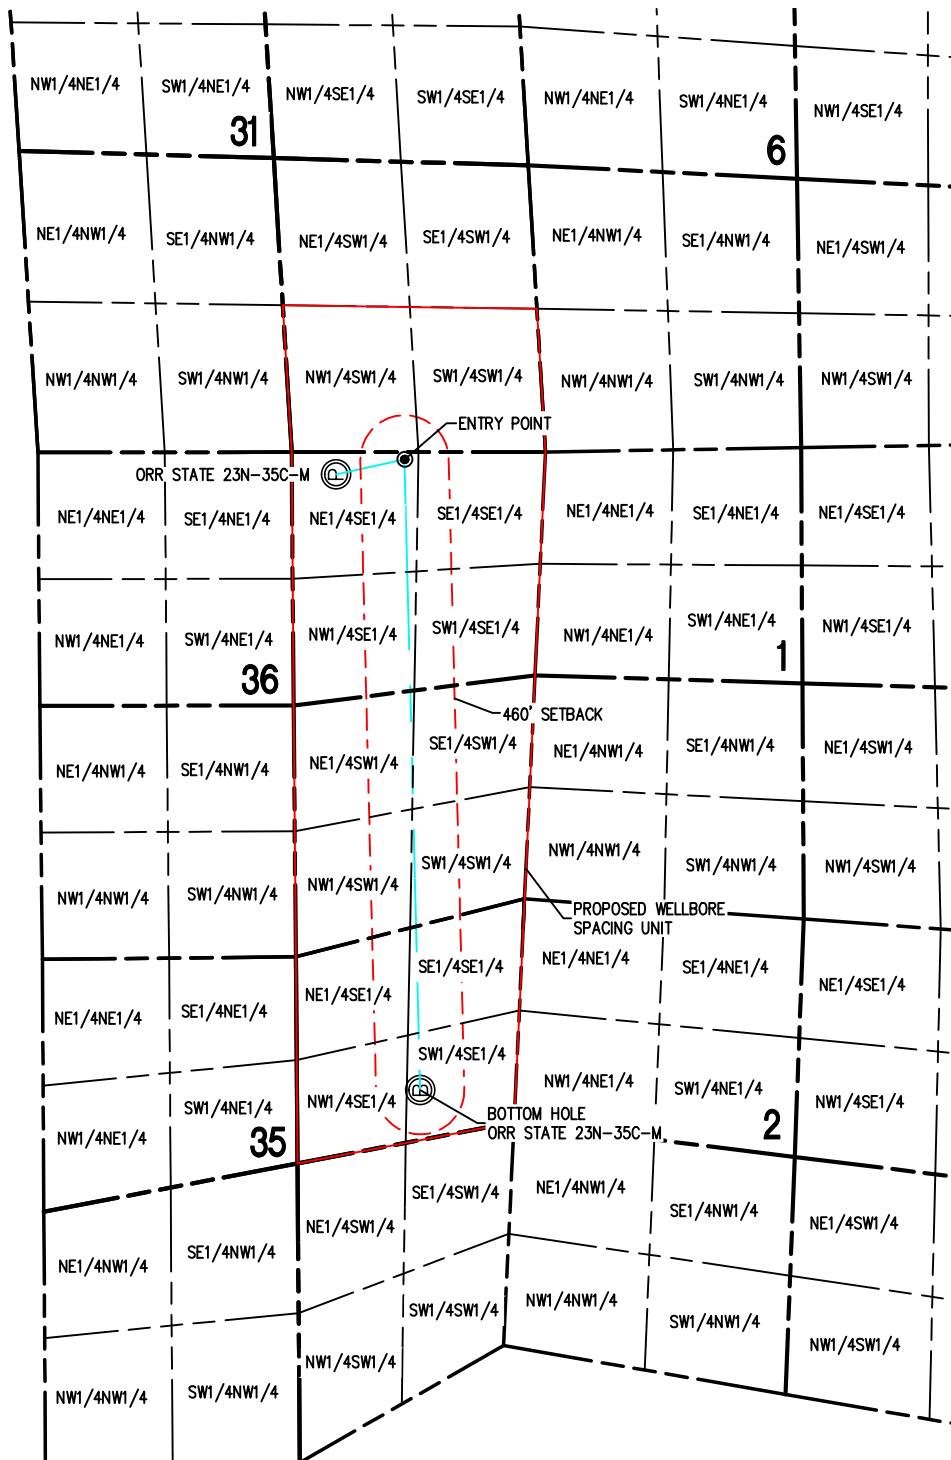 NW1/4NE1/4 SW1/4NE1/4 NW1/4SE1/4 SW1/4SE1/4 NW1/4NE1/4 SW1/4NE1/4 NW1/4SE1/4
31 6
NE1/4NW1/4 SE1/4NW1/4 NE1/4SW1/4 SE1/4SW1/4 NE1/4NW1/4 SE1/4NW1/4 NE1/4SW1/4
NW1/4NW1/4 SW1/4NW1/4 NW1/4SW1/4 SW1/4SW1/4 NW1/4NW1/4 SW1/4NW1/4 NW1/4SW1/4
ENTRY POINT
ORR STATE 23N-35C-M P
NE1/4NE1/4 SE1/4NE1/4 NE1/4SE1/4 SE1/4SE1/4 NE1/4NE1/4 SE1/4NE1/4 NE1/4SE1/4
NW1/4NE1/4 SW1/4NE1/4 NW1/4SE1/4 SW1/4SE1/4 NW1/4NE1/4 SW1/4NE1/4 NW1/4SE1/4
36 1
460' SETBACK
NE1/4NW1/4 SE1/4NW1/4 NE1/4SW1/4 SE1/4SW1/4 NE1/4NW1/4 SE1/4NW1/4 NE1/4SW1/4
NW1/4NW1/4 SW1/4NW1/4 NW1/4SW1/4 SW1/4SW1/4 NW1/4NW1/4 SW1/4NW1/4 NW1/4SW1/4
PROPOSED WELLBORE
SPACING UNIT
NE1/4NE1/4 SE1/4NE1/4 NE1/4SE1/4 SE1/4SE1/4 NE1/4NE1/4 SE1/4NE1/4 NE1/4SE1/4
NW1/4NE1/4 SW1/4NE1/4 NW1/4SE1/4 SW1/4SE1/4 NW1/4NE1/4 SW1/4NE1/4 NW1/4SE1/4
B
BOTTOM HOLE
ORR STATE 23N-35C-M
35 2
NE1/4NW1/4 SE1/4NW1/4 NE1/4SW1/4 SE1/4SW1/4 NE1/4NW1/4 SE1/4NW1/4 NE1/4SW1/4
NW1/4NW1/4 SW1/4NW1/4 NW1/4SW1/4 SW1/4SW1/4 NW1/4NW1/4 SW1/4NW1/4 NW1/4SW1/4